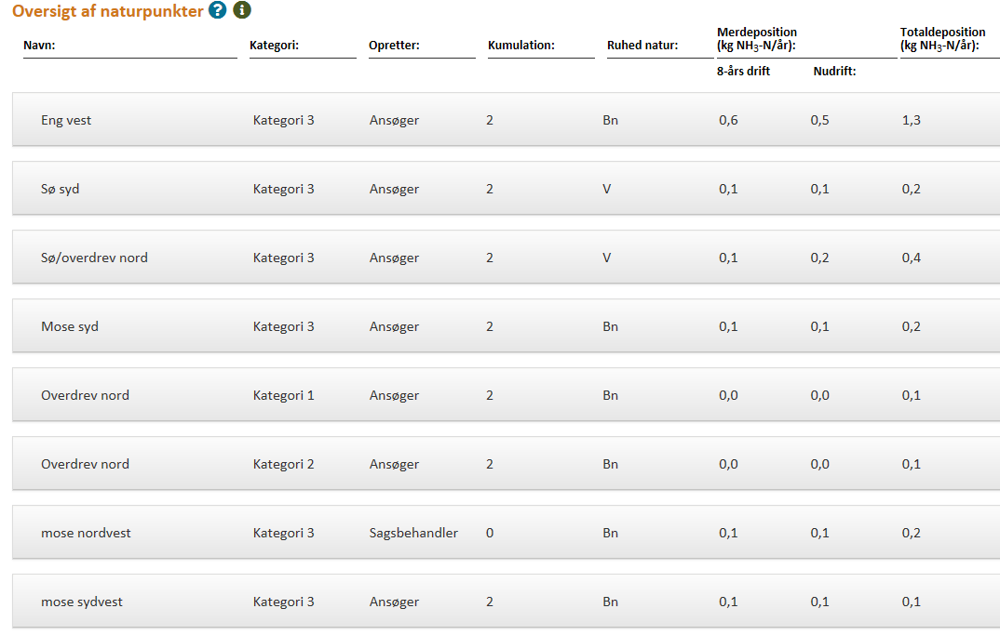 Oversigt af naturpunkter ? i
Navn: Kategori: Opretter: Kumulation: Ruhed natur: Merdeposition (kg NH3-N/år): Totaldeposition (kg NH3-N/år):
8-års drift Nudrift:
Eng vest Kategori 3 Ansøger 2 Bn 0,6 0,5 1,3
Sø syd Kategori 3 Ansøger 2 V 0,1 0,1 0,2
Sø/overdrev nord Kategori 3 Ansøger 2 V 0,1 0,2 0,4
Mose syd Kategori 3 Ansøger 2 Bn 0,1 0,1 0,2
Overdrev nord Kategori 1 Ansøger 2 Bn 0,0 0,0 0,1
Overdrev nord Kategori 2 Ansøger 2 Bn 0,0 0,0 0,1
mose nordvest Kategori 3 Sagsbehandler 0 Bn 0,1 0,1 0,2
mose sydvest Kategori 3 Ansøger 2 Bn 0,1 0,1 0,1